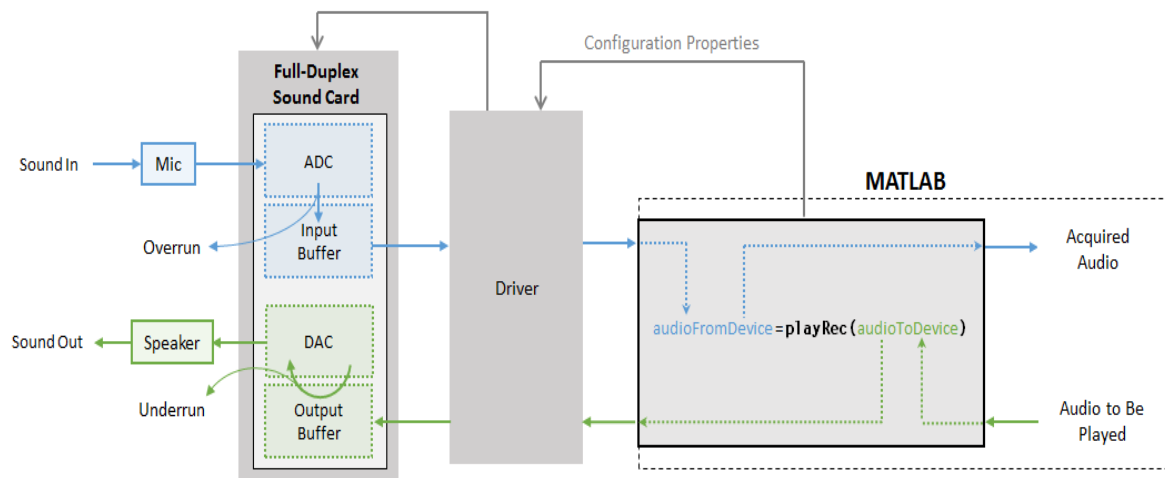 Configuration Properties
Full-Duplex
Sound Card
Sound In
Mic
ADC
Overrun
Input
Buffer
Driver
MATLAB
Acquired
Audio
audioFromDevice=playRec(audioToDevice)
Sound Out
Speaker
DAC
Underrun
Output
Buffer
Audio to Be
Played